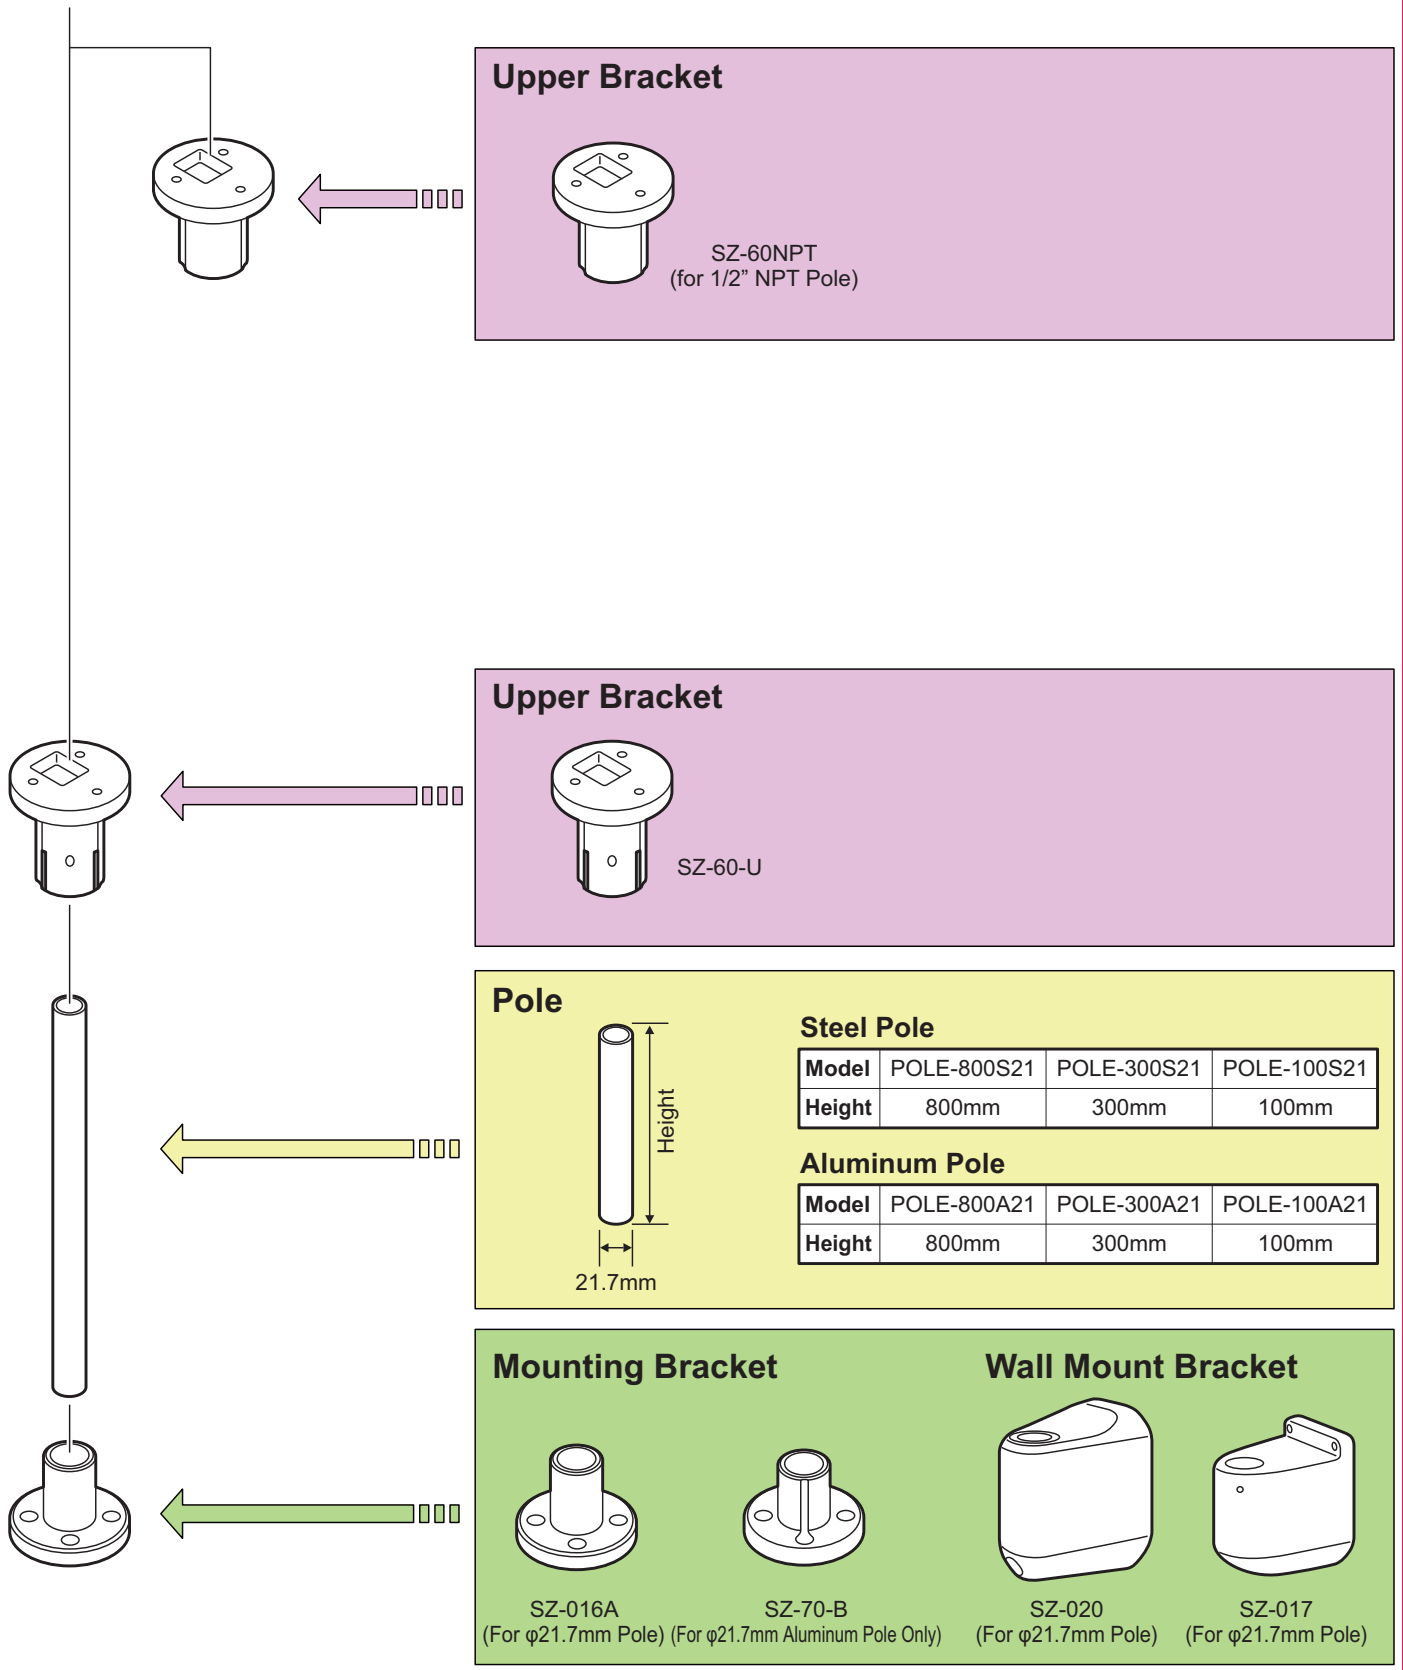 Upper Bracket
SZ-60NPT
(for 1/2” NPT Pole)
Upper Bracket
SZ-60-U
Pole
Height
21.7mm
Steel Pole
Model POLE-800S21 POLE-300S21 POLE-100S21
Height 800mm 300mm 100mm
Aluminum Pole
Model POLE-800A21 POLE-300A21 POLE-100A21
Height 800mm 300mm 100mm
Mounting Bracket
SZ-016A
(For φ21.7mm Pole)
SZ-70-B
(For φ21.7mm Aluminum Pole Only)
Wall Mount Bracket
SZ-020
(For φ21.7mm Pole)
SZ-017
(For φ21.7mm Pole)